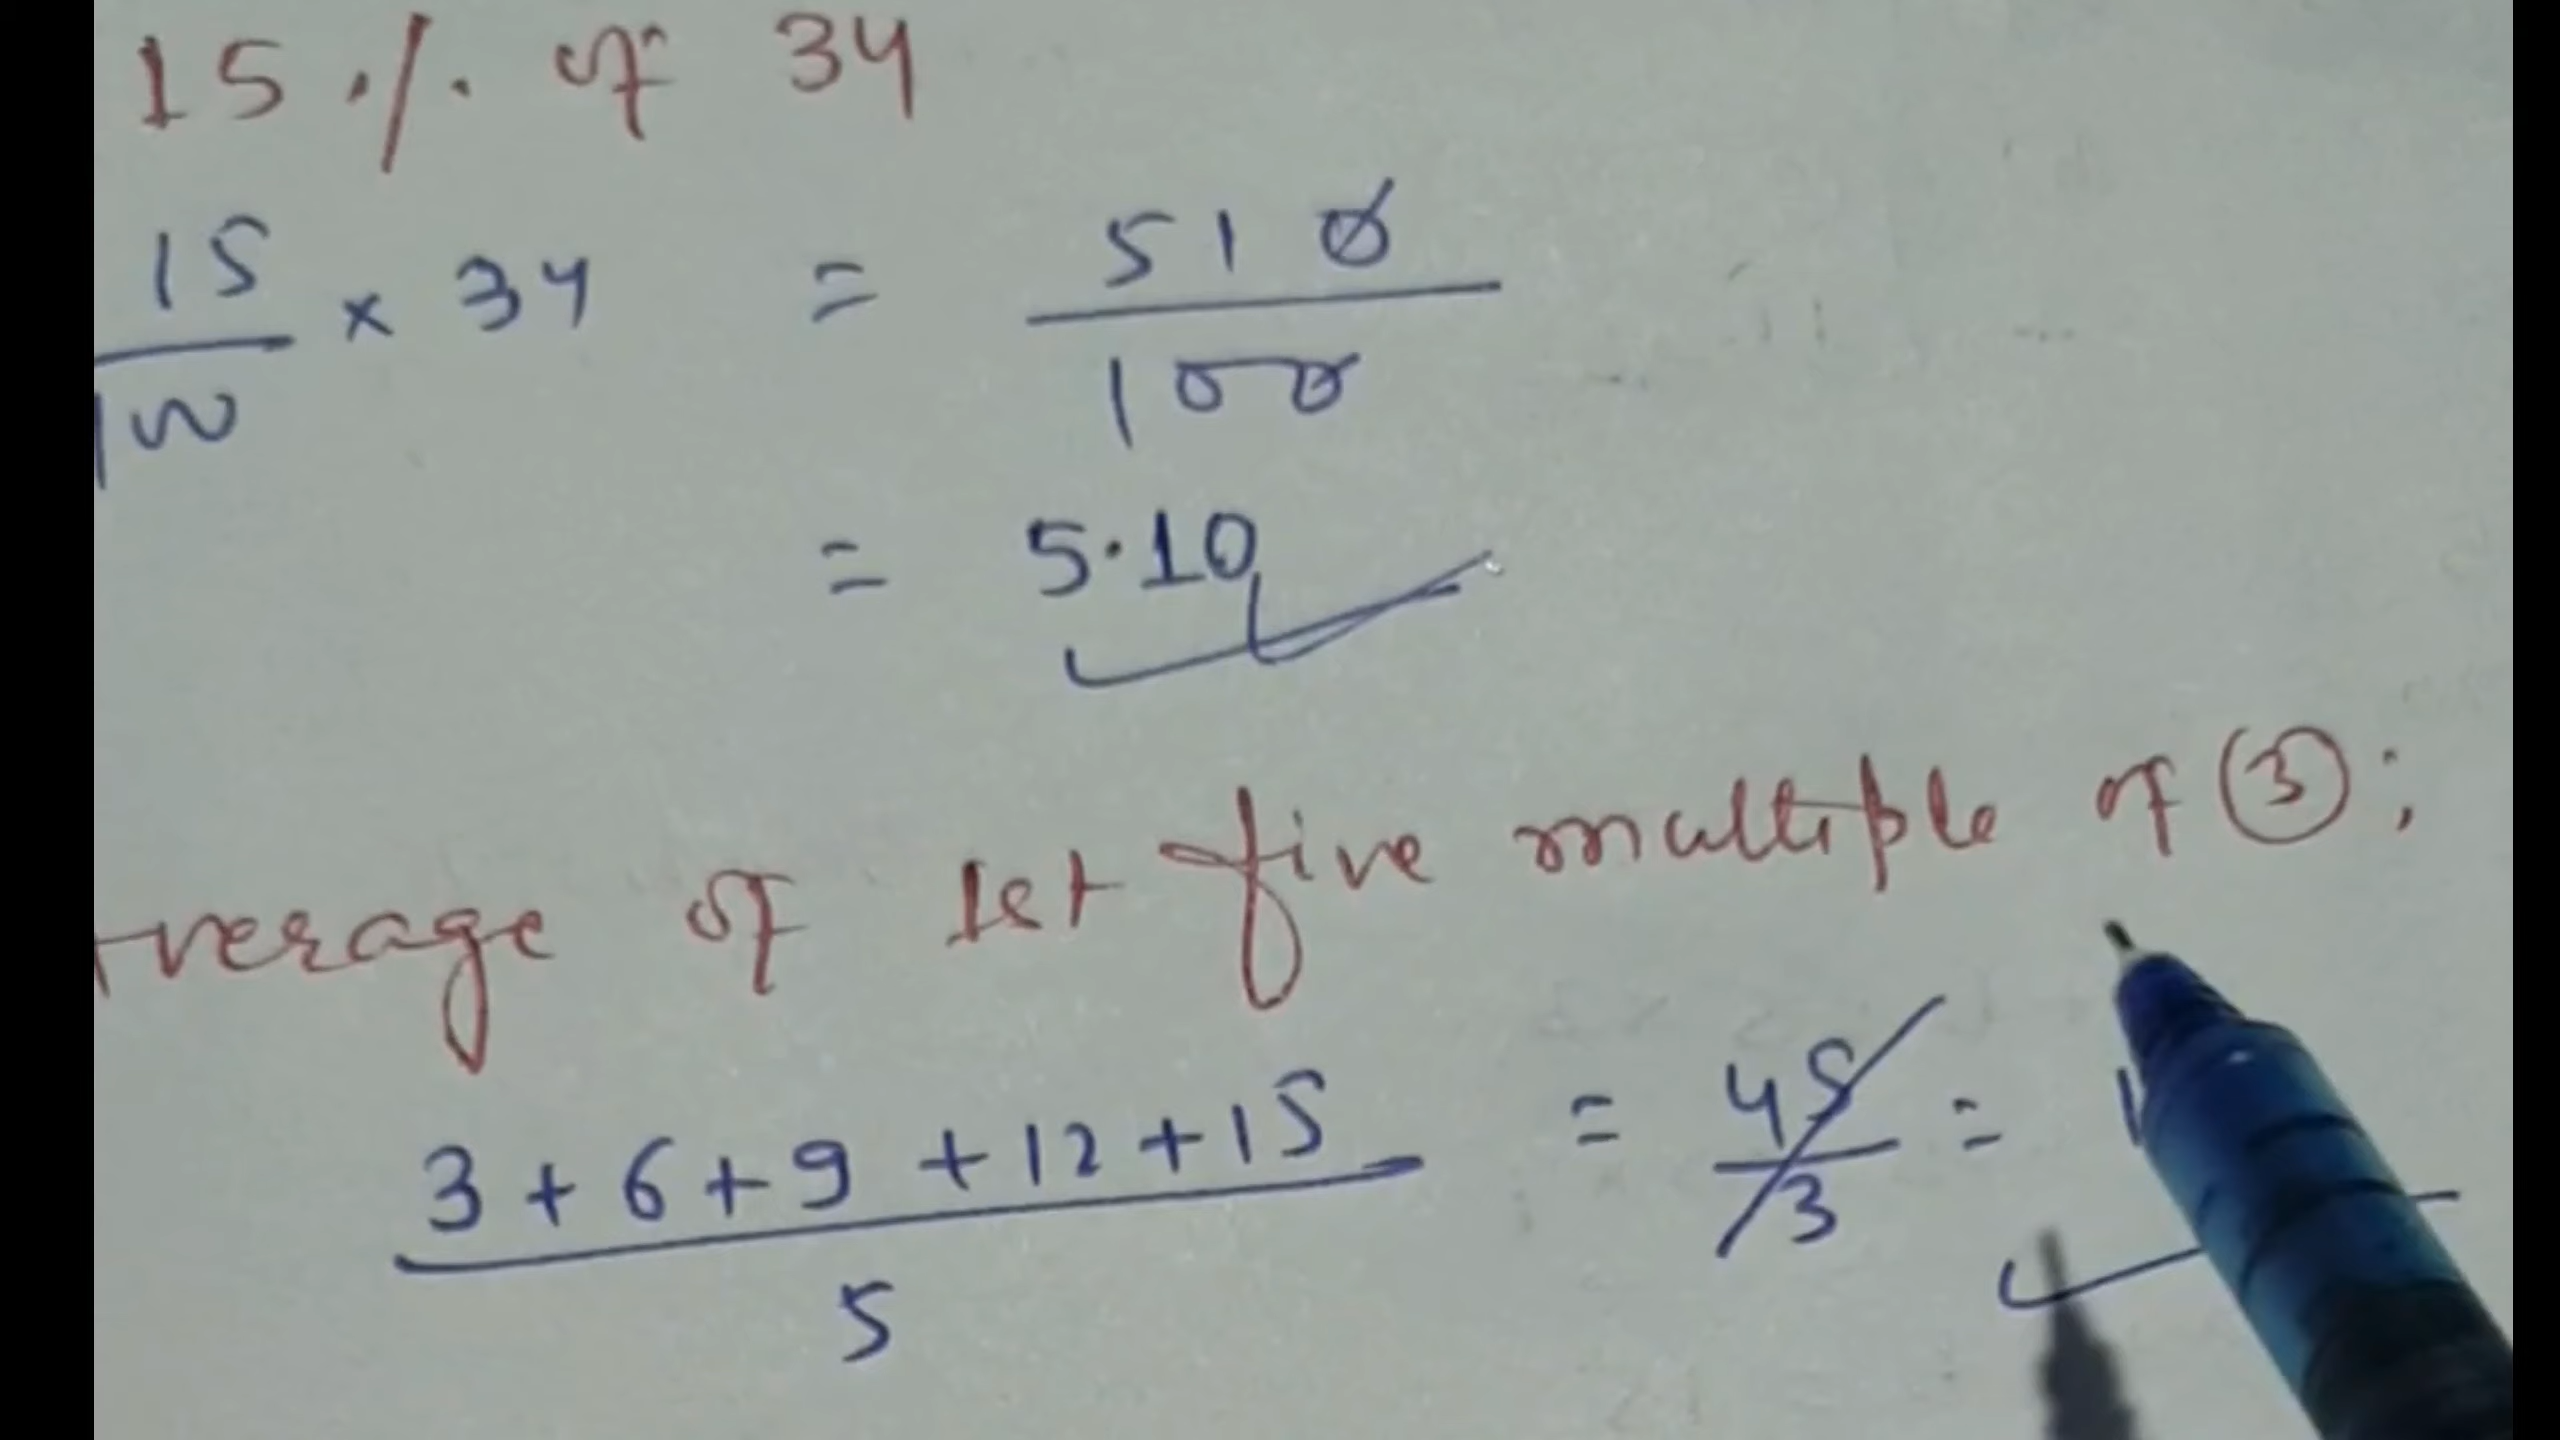 15 % of 34
15/100 × 34 = 510/100
= 5.10
verage of 1st five multiple of 3 :
3 + 6 + 9 + 12 + 15 / 5 = 45/3 =